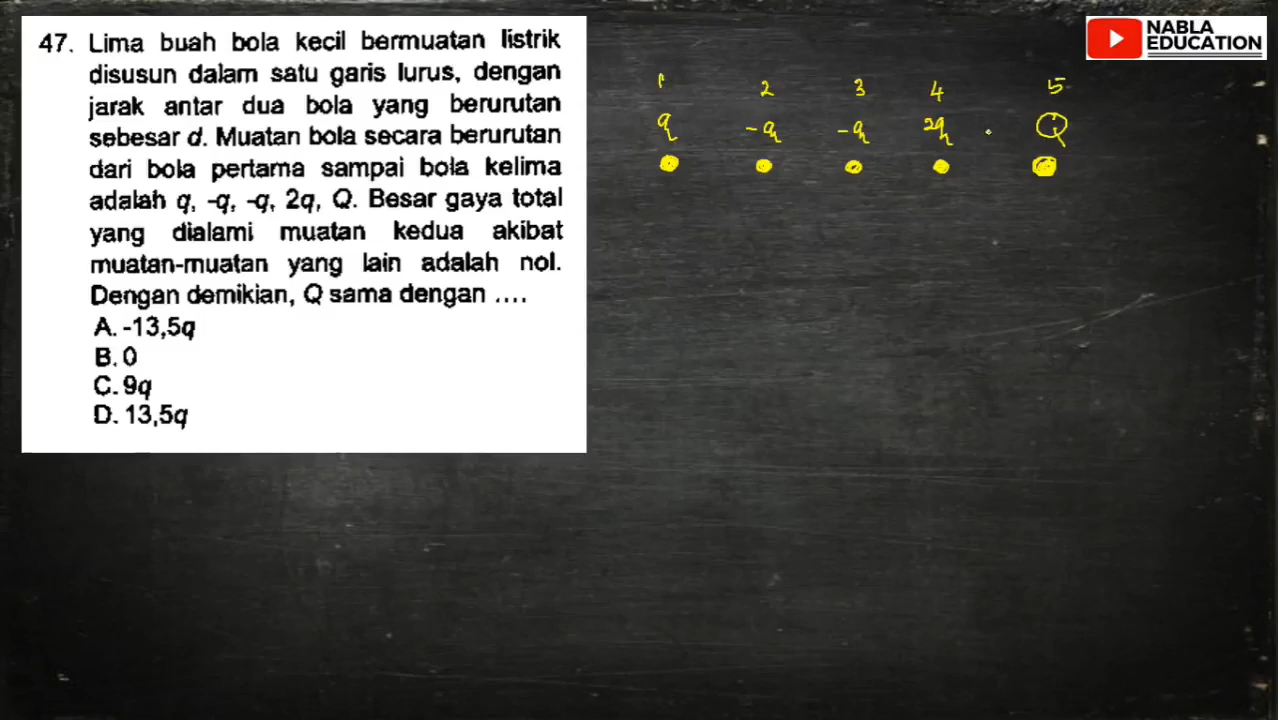 47. Lima buah bola kecil bermuatan listrik
disusun dalam satu garis lurus, dengan
jarak antar dua bola yang berurutan
sebesar d. Muatan bola secara berurutan
dari bola pertama sampai bola kelima
adalah q, -q, -q, 2q, Q. Besar gaya total
yang dialami muatan kedua akibat
muatan-muatan yang lain adalah nol.
Dengan demikian, Q sama dengan ....
A. -13,5q
B. 0
C. 9q
D. 13,5q
1 2 3 4 5
q -q -q 2q Q
NABLA
EDUCATION